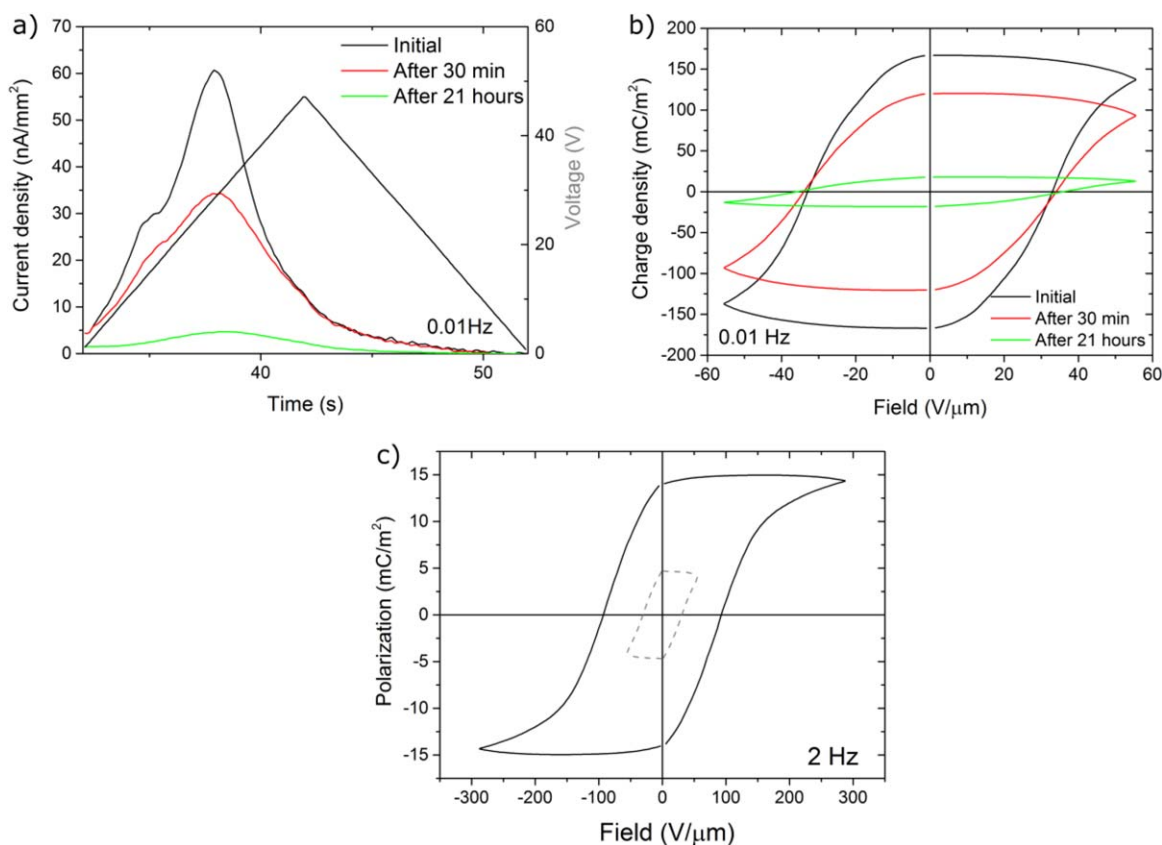 a)
70
60
50
40
30
20
10
0
Current density (nA/mm²)
Initial
After 30 min
After 21 hours
0.01Hz
60
40
20
0
Voltage (V)
40
50
Time (s)
b)
200
150
100
50
0
-50
-100
-150
-200
Charge density (mC/m²)
0.01 Hz
Initial
After 30 min
After 21 hours
-60
-40
-20
0
20
40
60
Field (V/μm)
c)
15
10
5
0
-5
-10
-15
Polarization (mC/m²)
2 Hz
-300
-200
-100
0
100
200
300
Field (V/μm)